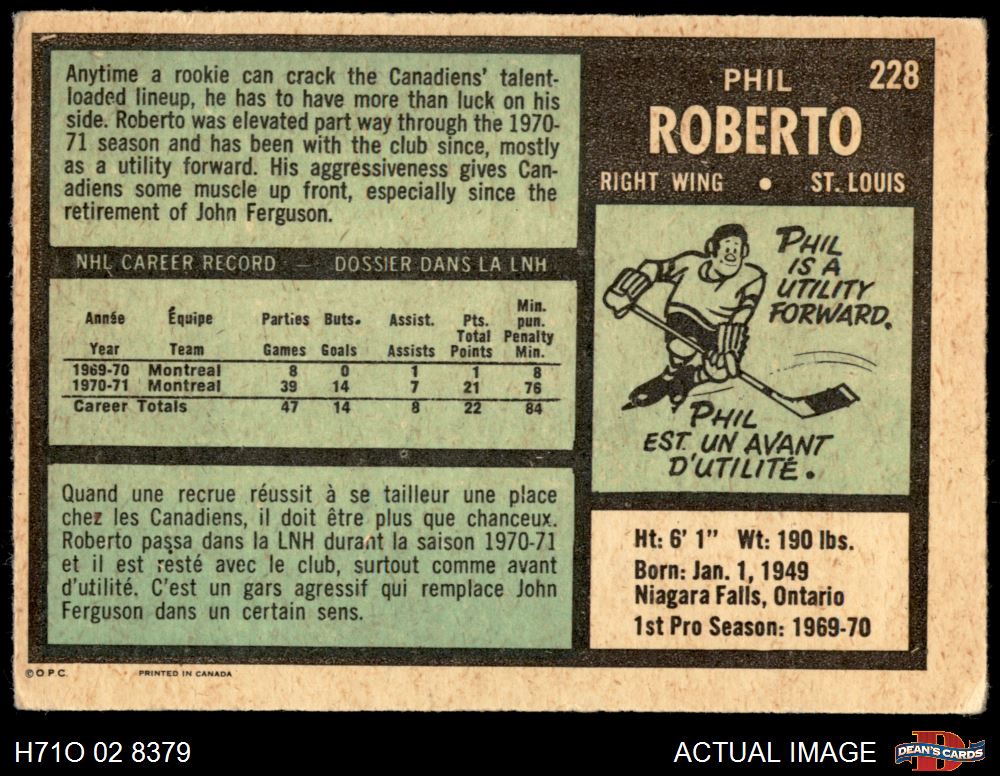 Anytime a rookie can crack the Canadiens' talent-
loaded lineup, he has to have more than luck on his
side. Roberto was elevated part way through the 1970-
71 season and has been with the club since, mostly
as a utility forward. His aggressiveness gives Can-
adiens some muscle up front, especially since the
retirement of John Ferguson.
PHIL
228
ROBERTO
RIGHT WING • ST. LOUIS
NHL CAREER RECORD DOSSIER DANS LA LNH
Année Équipe Parties Buts. Assist. Pts. Min. pun.
Year Team Games Goals Assists Total Points Penalty Min.
1969-70 Montreal 8 0 1 1 8
1970-71 Montreal 39 14 7 21 76
Career Totals 47 14 8 22 84
PHIL
IS A
UTILITY
FORWARD.
PHIL
EST UN AVANT
D'UTILITÉ.
Quand une recrue réussit à se tailleur une place
chez les Canadiens, il doit être plus que chanceux.
Roberto passa dans la LNH durant la saison 1970-71
et il est resté avec le club, surtout comme avant
d'utilité. C'est un gars agressif qui remplace John
Ferguson dans un certain sens.
Ht: 6' 1" Wt: 190 lbs.
Born: Jan. 1, 1949
Niagara Falls, Ontario
1st Pro Season: 1969-70
© O P C. PRINTED IN CANADA
H71O 02 8379
ACTUAL IMAGE
DEAN'S CARDS